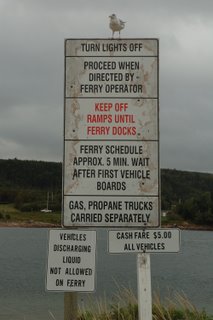 TURN LIGHTS OFF
PROCEED WHEN
DIRECTED BY
FERRY OPERATOR
KEEP OFF
RAMPS UNTIL
FERRY DOCKS
FERRY SCHEDULE
APPROX. 5 MIN. WAIT
AFTER FIRST VEHICLE
BOARDS
GAS, PROPANE TRUCKS
CARRIED SEPARATELY
VEHICLES
DISCHARGING
LIQUID
NOT ALLOWED
ON FERRY
CASH FARE $5.00
ALL VEHICLES